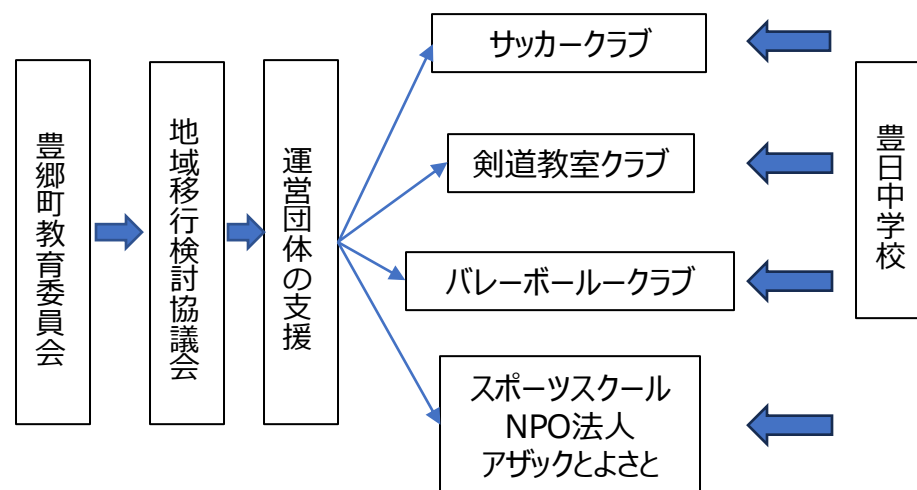 豊郷町教育委員会
地域移行検討協議会
運営団体の支援
サッカークラブ
剣道教室クラブ
バレーボールークラブ
スポーツスクール
NPO法人
アザックとよさと
豊日中学校